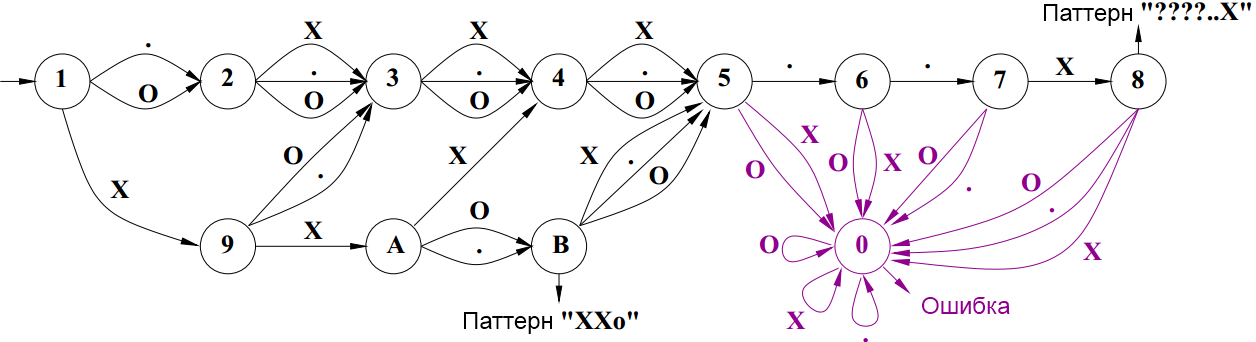 Паттерн "????..X"
X X X
. . . . . . X
1 2 3 4 5 6 7 8
O O O O
X
O
.
X
X
O
X
.
O
X
O
O
X
O
.
O
.
X
X
9 A B 0
.
O
X
.
Паттерн "XXo"
Ошибка